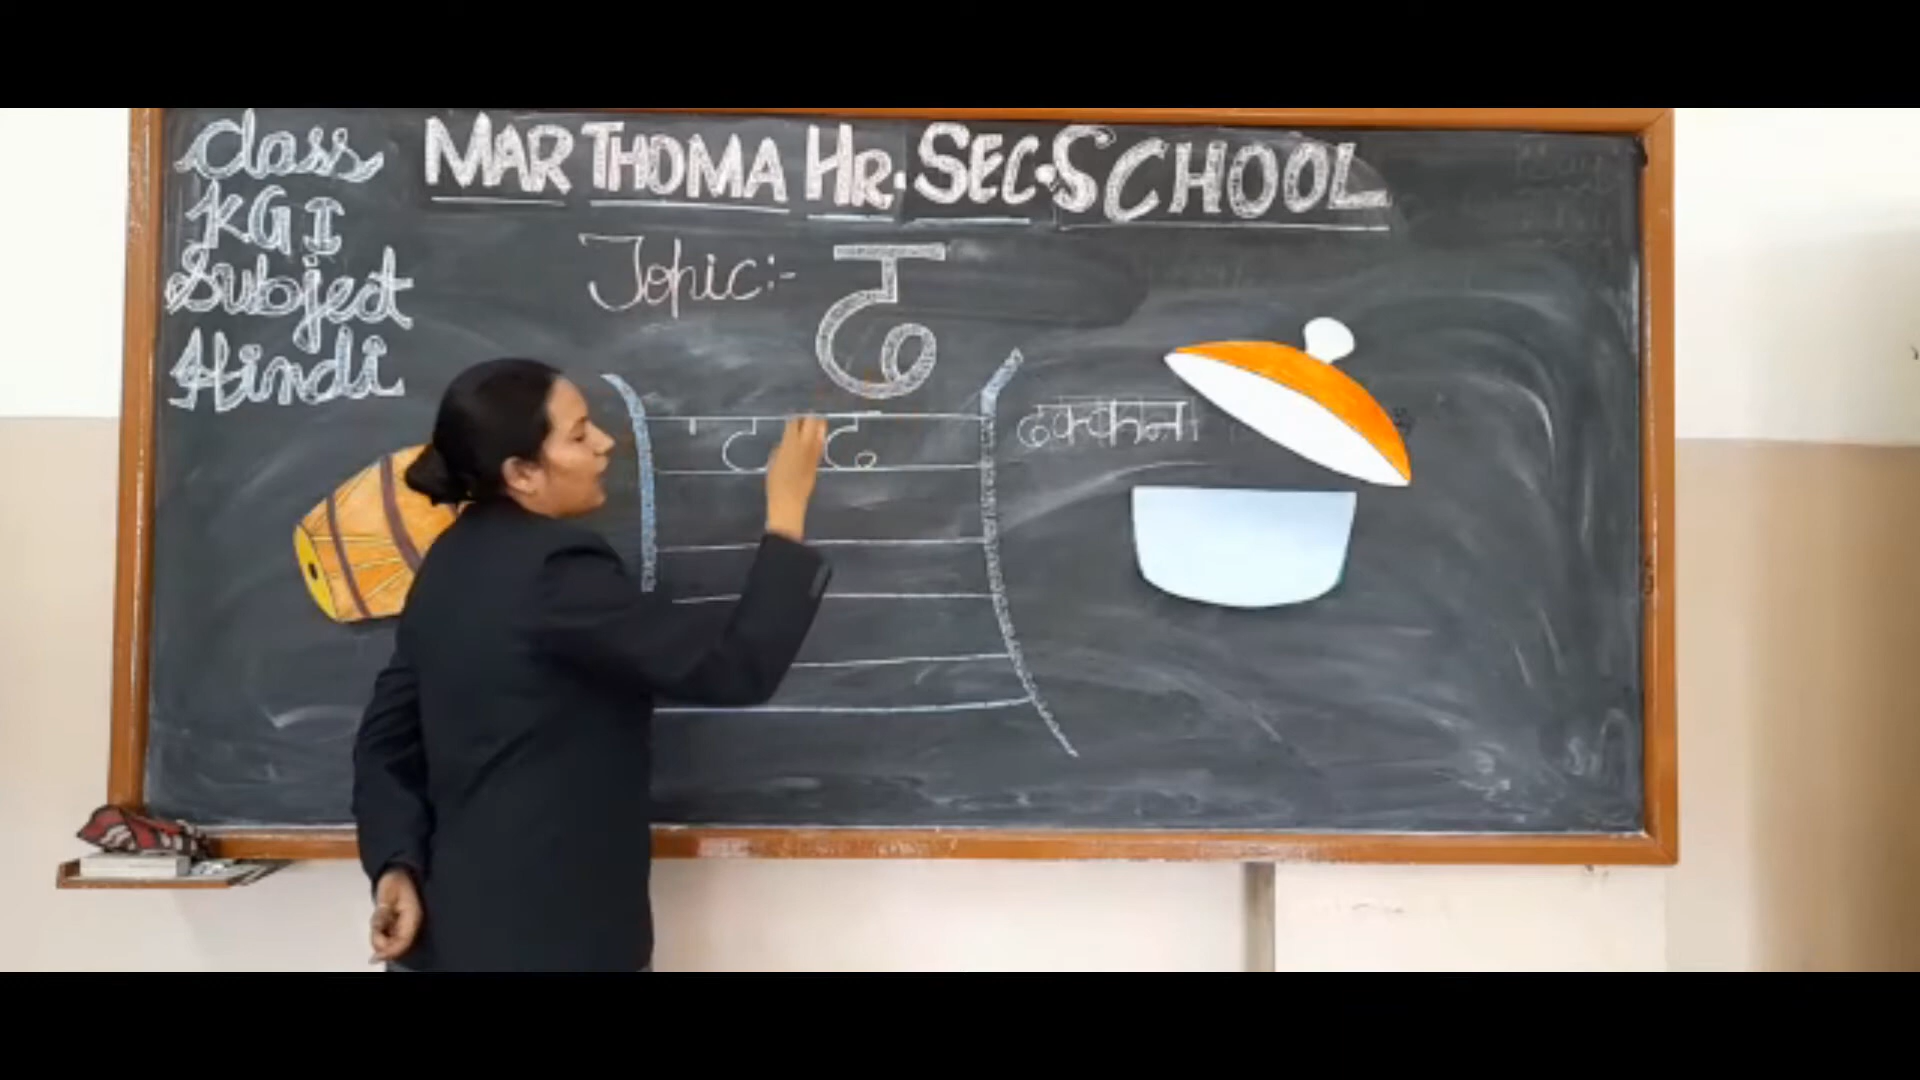 MAR THOMA HR. SEC. SCHOOL
Class
KG I
Subject
Hindi
Topic:- ढ
ढ
ढक्कन